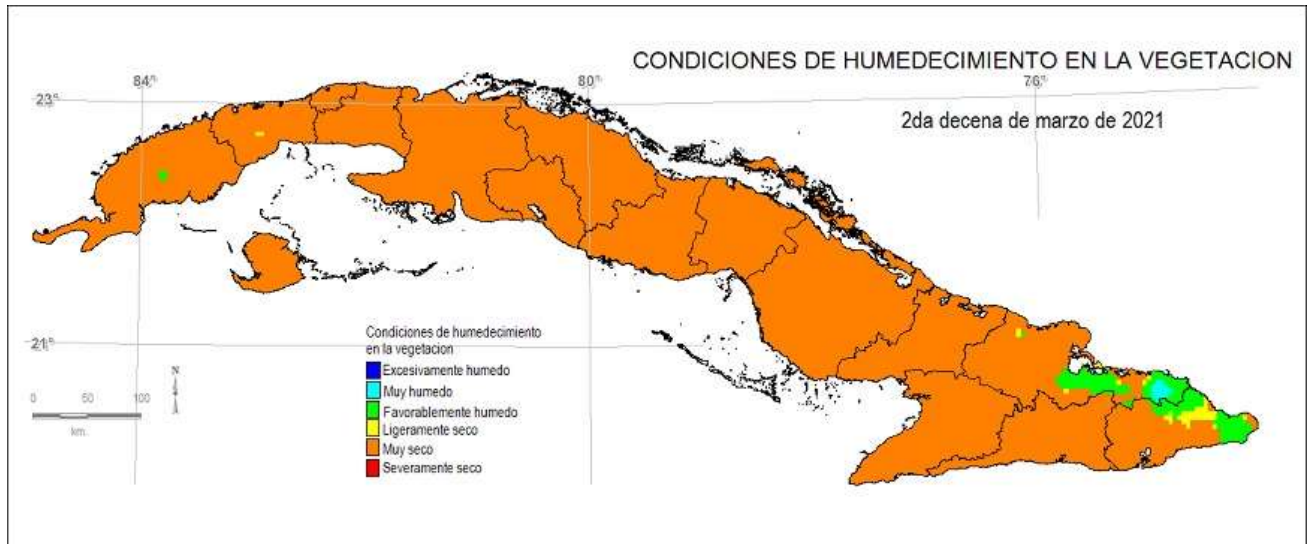 CONDICIONES DE HUMEDECIMIENTO EN LA VEGETACION
84°
80°
76°
23°
2da decena de marzo de 2021
21°
Condiciones de humedecimiento
en la vegetacion
Excesivamente humedo
Muy humedo
Favorablemente humedo
Ligeramente seco
Muy seco
Severamente seco
N
0 50 100
km.